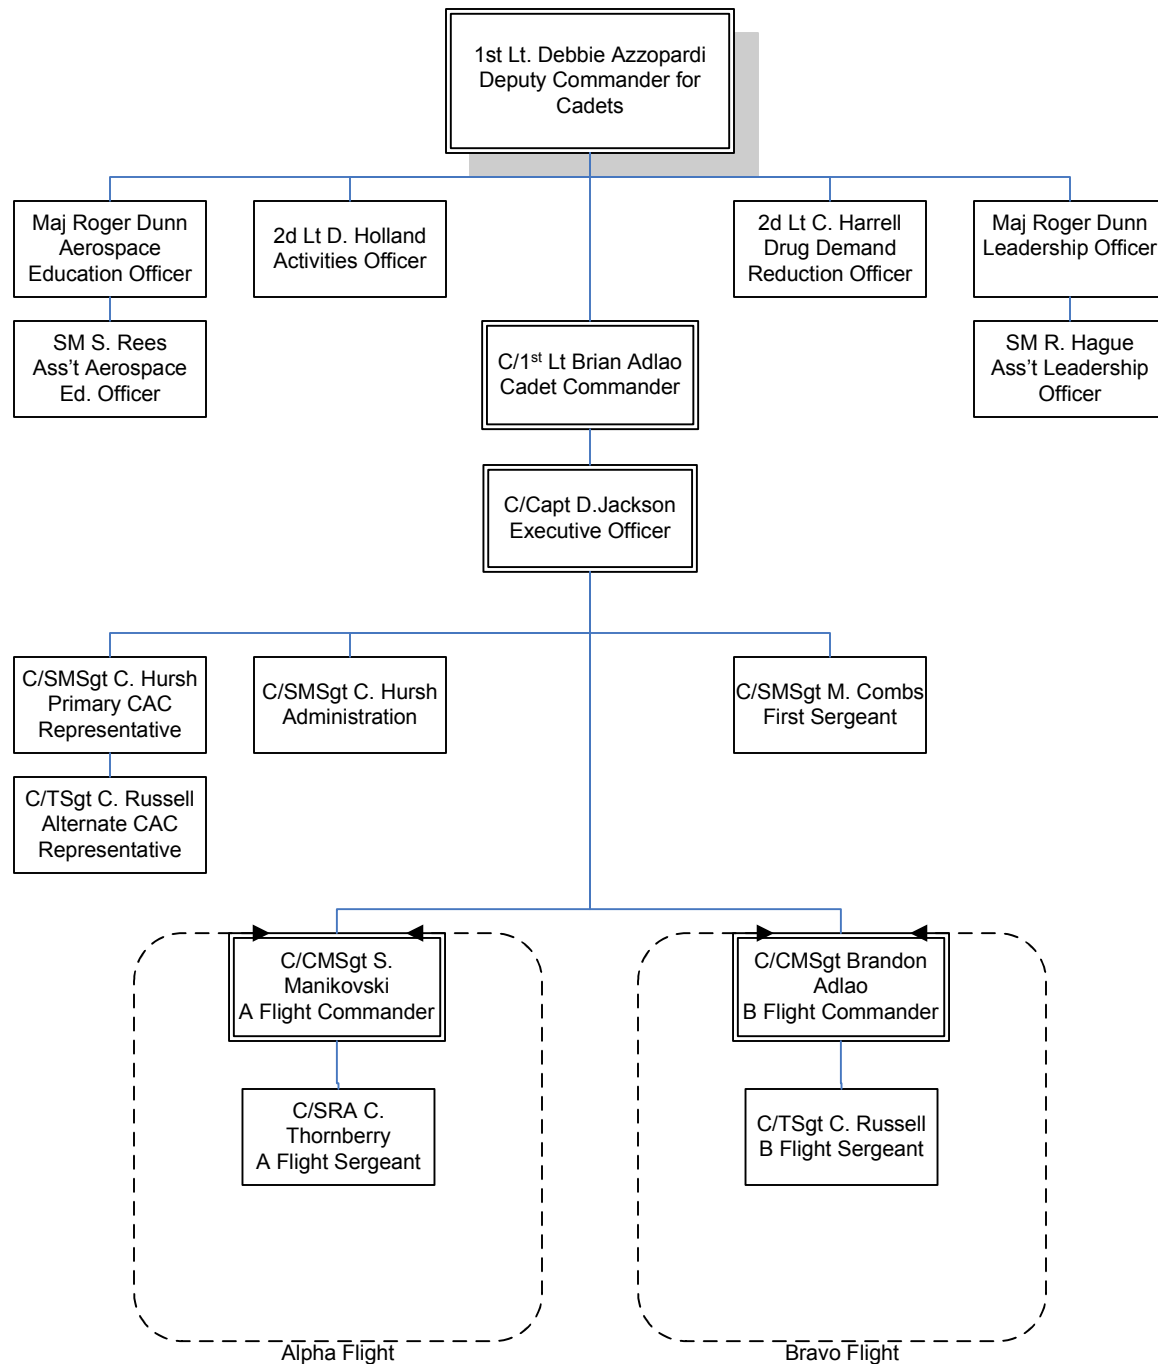 1st Lt. Debbie Azzopardi
Deputy Commander for
Cadets
Maj Roger Dunn
Aerospace
Education Officer
2d Lt D. Holland
Activities Officer
2d Lt C. Harrell
Drug Demand
Reduction Officer
Maj Roger Dunn
Leadership Officer
SM S. Rees
Ass't Aerospace
Ed. Officer
C/1st Lt Brian Adlao
Cadet Commander
SM R. Hague
Ass't Leadership
Officer
C/Capt D.Jackson
Executive Officer
C/SMSgt C. Hursh
Primary CAC
Representative
C/SMSgt C. Hursh
Administration
C/SMSgt M. Combs
First Sergeant
C/TSgt C. Russell
Alternate CAC
Representative
C/CMSgt S.
Manikovski
A Flight Commander
C/CMSgt Brandon
Adlao
B Flight Commander
C/SRA C.
Thornberry
A Flight Sergeant
C/TSgt C. Russell
B Flight Sergeant
Alpha Flight
Bravo Flight